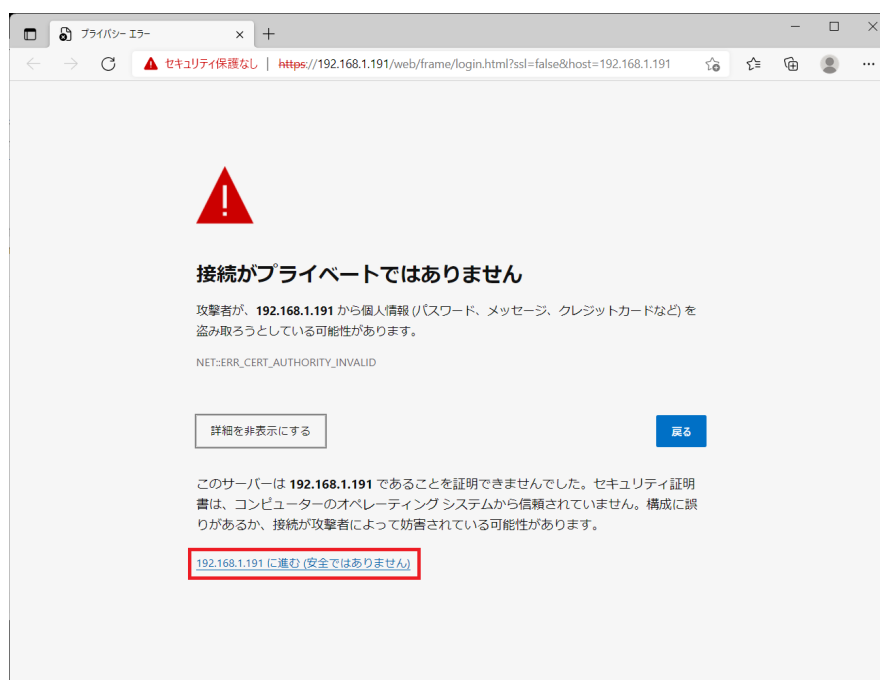 プライバシー エラー
セキュリティ保護なし | https://192.168.1.191/web/frame/login.html?ssl=false&host=192.168.1.191
接続がプライベートではありません
攻撃者が、192.168.1.191 から個人情報 (パスワード、メッセージ、クレジットカードなど) を
盗み取ろうとしている可能性があります。
NET::ERR_CERT_AUTHORITY_INVALID
詳細を非表示にする
戻る
このサーバーは 192.168.1.191 であることを証明できませんでした。セキュリティ証明
書は、コンピューターのオペレーティング システムから信頼されていません。構成に誤
りがあるか、接続が攻撃者によって妨害されている可能性があります。
192.168.1.191 に進む (安全ではありません)